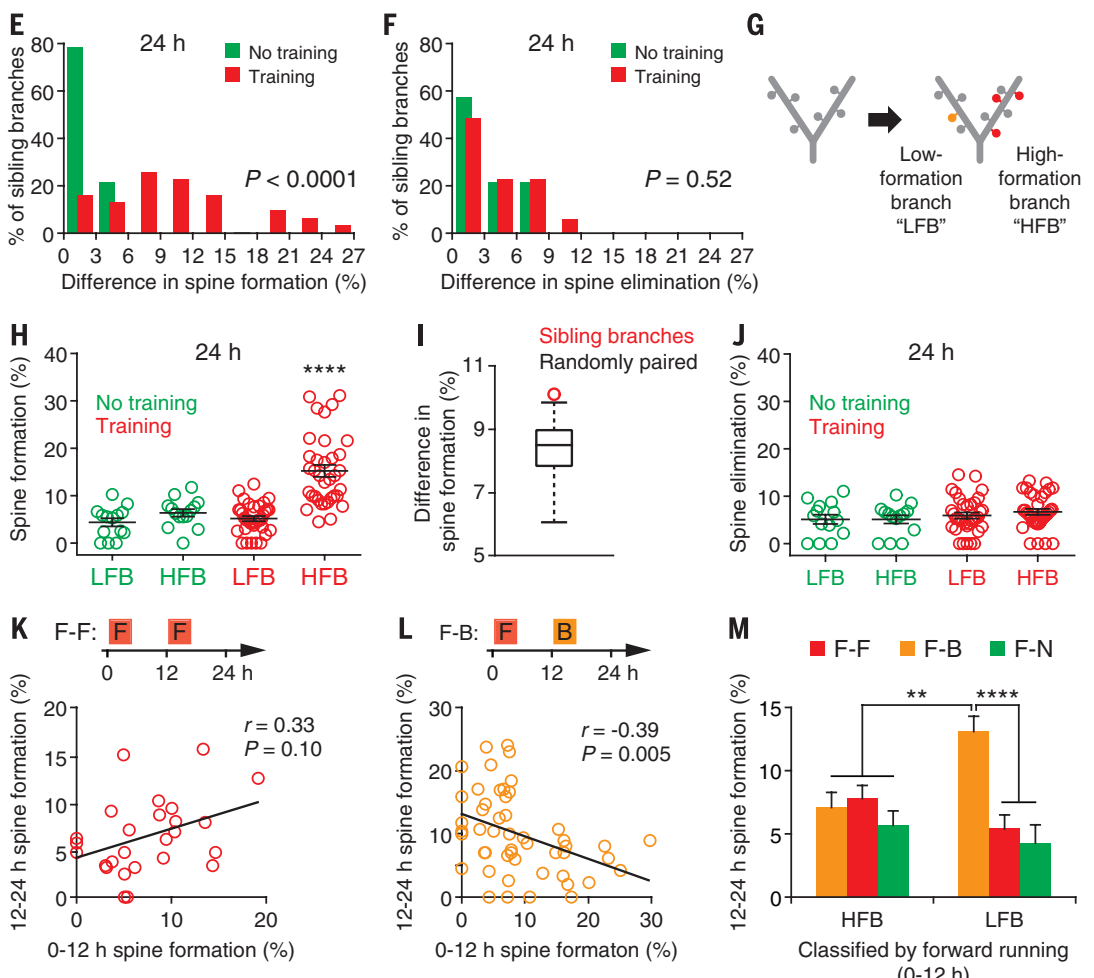 E
24 h
No training
Training
P < 0.0001
% of sibling branches
80
60
40
20
0
0 3 6 9 12 15 18 21 24 27
Difference in spine formation (%)
F
24 h
No training
Training
P = 0.52
% of sibling branches
80
60
40
20
0
0 3 6 9 12 15 18 21 24 27
Difference in spine elimination (%)
G
Low-
formation
branch
“LFB”
High-
formation
branch
“HFB”
H
24 h
****
No training
Training
Spine formation (%)
40
30
20
10
0
LFB HFB LFB HFB
I
Sibling branches
Randomly paired
Difference in
spine formation (%)
11
9
7
5
J
24 h
No training
Training
Spine elimination (%)
40
30
20
10
0
LFB HFB LFB HFB
K
F-F: F F
0 12 24 h
r = 0.33
P = 0.10
12-24 h spine formation (%)
20
15
10
5
0
0 10 20
0-12 h spine formation (%)
L
F-B: F B
0 12 24 h
r = -0.39
P = 0.005
12-24 h spine formation (%)
30
20
10
0
0 10 20 30
0-12 h spine formaton (%)
M
F-F F-B F-N
** ****
12-24 h spine formation (%)
15
10
5
0
HFB LFB
Classified by forward running
(0-12 h)